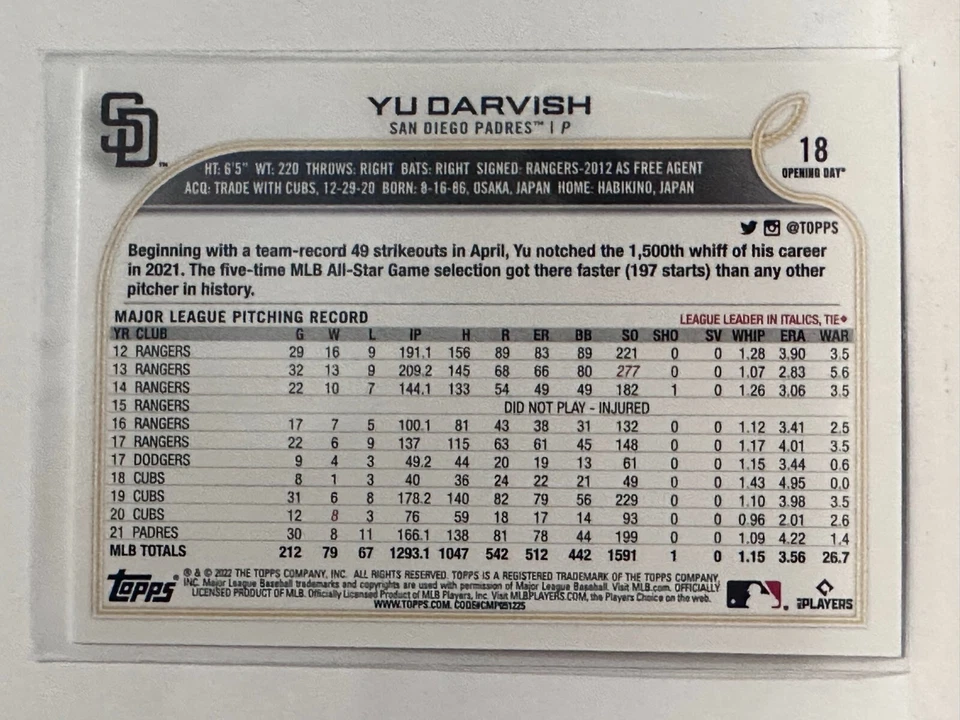 SD™
YU DARVISH
SAN DIEGO PADRES™ | P
18
OPENING DAY®
HT: 6'5" WT: 220 THROWS: RIGHT BATS: RIGHT SIGNED: RANGERS-2012 AS FREE AGENT
ACQ: TRADE WITH CUBS, 12-29-20 BORN: 8-16-86, OSAKA, JAPAN HOME: HABIKINO, JAPAN
@TOPPS
Beginning with a team-record 49 strikeouts in April, Yu notched the 1,500th whiff of his career
in 2021. The five-time MLB All-Star Game selection got there faster (197 starts) than any other
pitcher in history.
MAJOR LEAGUE PITCHING RECORD LEAGUE LEADER IN ITALICS, TIE♦
YR CLUB G W L IP H R ER BB SO SHO SV WHIP ERA WAR
12 RANGERS 29 16 9 191.1 156 89 83 89 221 0 0 1.28 3.90 3.5
13 RANGERS 32 13 9 209.2 145 68 66 80 277 0 0 1.07 2.83 5.6
14 RANGERS 22 10 7 144.1 133 54 49 49 182 1 0 1.26 3.06 3.5
15 RANGERS DID NOT PLAY - INJURED
16 RANGERS 17 7 5 100.1 81 43 38 31 132 0 0 1.12 3.41 2.5
17 RANGERS 22 6 9 137 115 63 61 45 148 0 0 1.17 4.01 3.5
17 DODGERS 9 4 3 49.2 44 20 19 13 61 0 0 1.15 3.44 0.6
18 CUBS 8 1 3 40 36 24 22 21 49 0 0 1.43 4.95 0.0
19 CUBS 31 6 8 178.2 140 82 79 56 229 0 0 1.10 3.98 3.5
20 CUBS 12 8 3 76 59 18 17 14 93 0 0 0.96 2.01 2.6
21 PADRES 30 8 11 166.1 138 81 78 44 199 0 0 1.09 4.22 1.4
MLB TOTALS 212 79 67 1293.1 1047 542 512 442 1591 1 0 1.15 3.56 26.7
topps®
® & © 2022 THE TOPPS COMPANY, INC. ALL RIGHTS RESERVED. TOPPS IS A REGISTERED TRADEMARK OF THE TOPPS COMPANY,
INC. Major League Baseball trademarks and copyrights are used with permission of Major League Baseball. Visit MLB.com. OFFICIALLY
LICENSED PRODUCT OF MLB. Officially Licensed Product of MLB Players, Inc. Visit MLBPLAYERS.COM, the Players Choice on the web.
WWW.TOPPS.COM. CODE#CMP051225
MLB PLAYERS